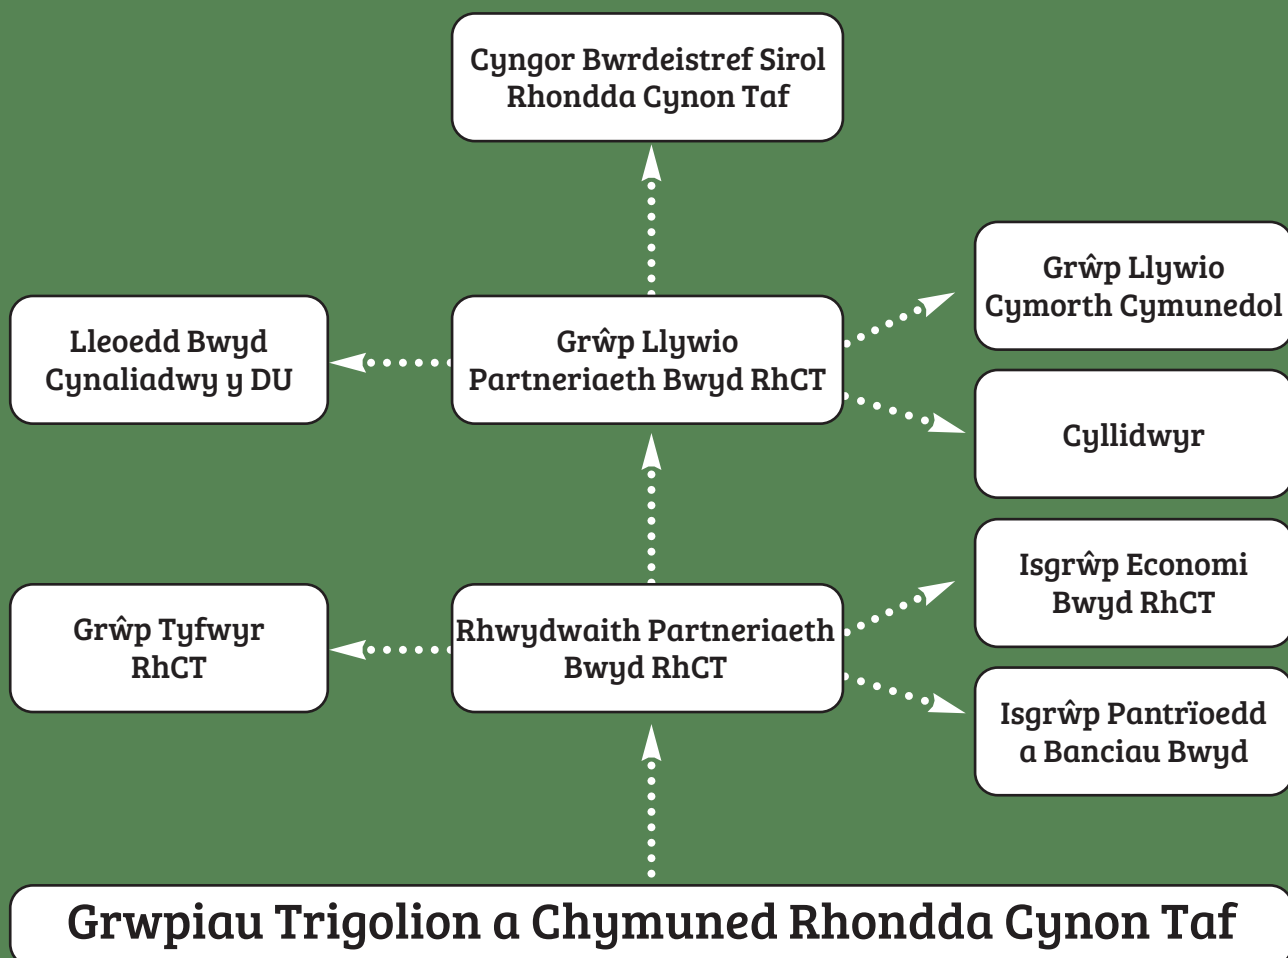 Cyngor Bwrdeistref Sirol
Rhondda Cynon Taf
Grŵp Llywio
Cymorth Cymunedol
Lleoedd Bwyd
Cynaliadwy y DU
Grŵp Llywio
Partneriaeth Bwyd RhCT
Cyllidwyr
Isgrŵp Economi
Bwyd RhCT
Grŵp Tyfwyr
RhCT
Rhwydwaith Partneriaeth
Bwyd RhCT
Isgrŵp Pantrïoedd
a Banciau Bwyd
Grwpiau Trigolion a Chymuned Rhondda Cynon Taf